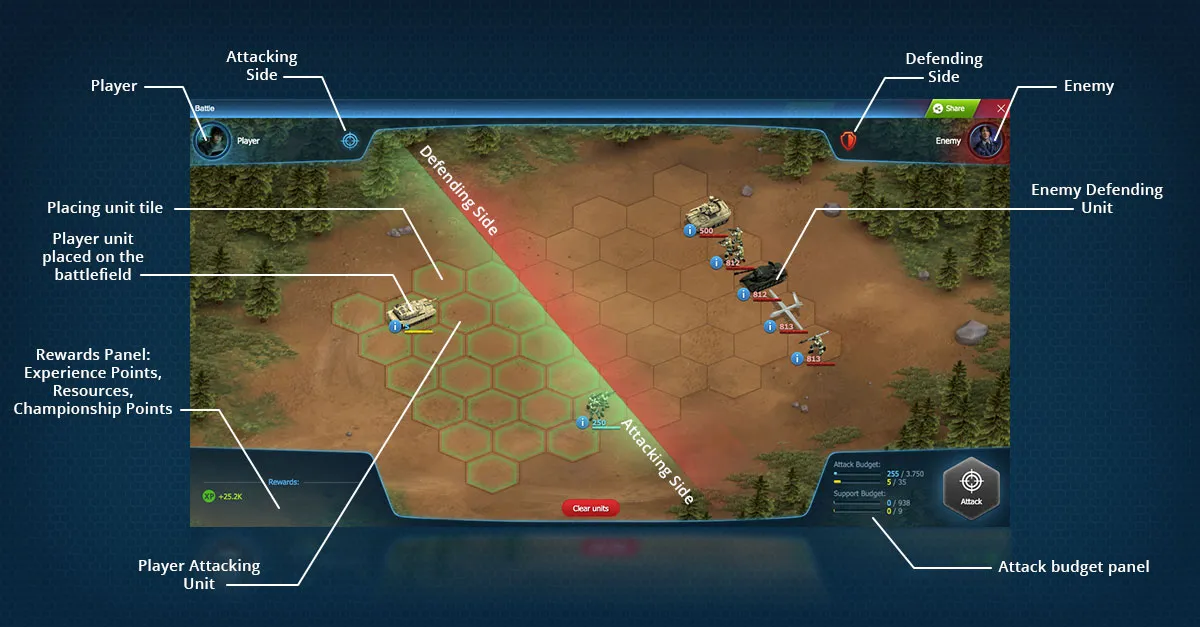 Attacking
Side
Defending
Side
Player
Enemy
Battle
Share
Player
Enemy
Defending Side
Enemy Defending
Unit
Placing unit tile
Player unit
placed on the
battlefield
500
812
812
813
813
5
Rewards Panel:
Experience Points,
Resources,
Championship Points
250
Attacking Side
Rewards:
XP +25.2K
Clear units
Attack Budget:
255 / 3.750
5 / 35
Support Budget:
0 / 938
0 / 9
Attack
Player Attacking
Unit
Attack budget panel